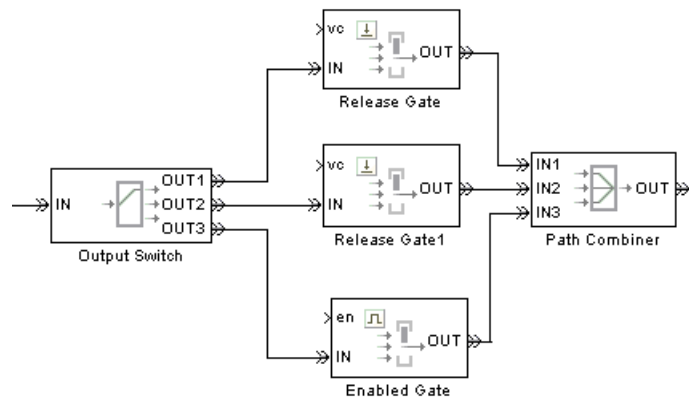 vc
IN
OUT
Release Gate
vc
IN
OUT
Release Gate1
IN
OUT1
OUT2
OUT3
Output Switch
en
IN
OUT
Enabled Gate
IN1
IN2
IN3
OUT
Path Combiner